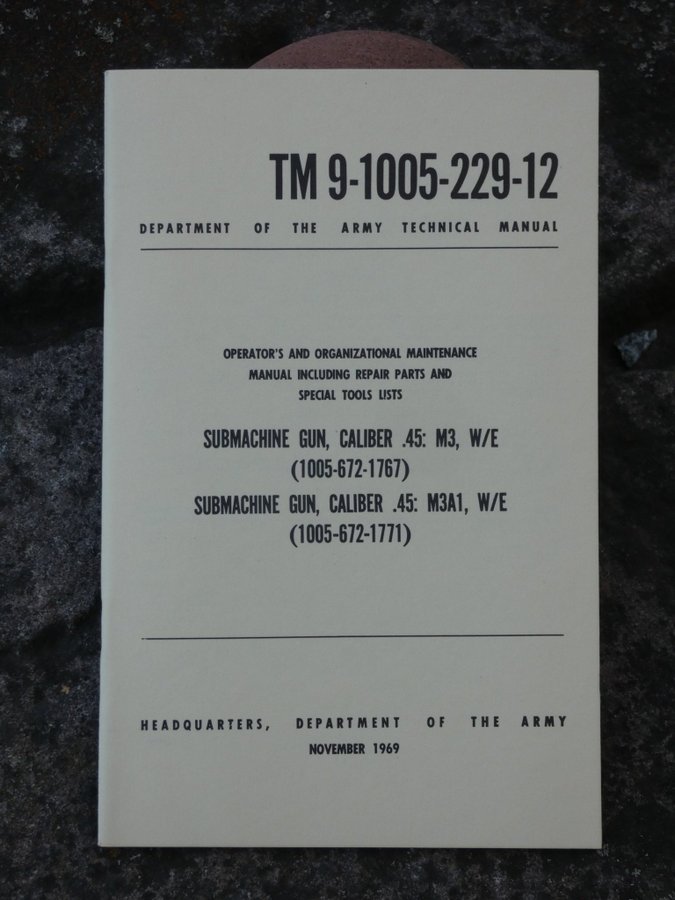 TM 9-1005-229-12
DEPARTMENT OF THE ARMY TECHNICAL MANUAL
OPERATOR'S AND ORGANIZATIONAL MAINTENANCE
MANUAL INCLUDING REPAIR PARTS AND
SPECIAL TOOLS LISTS
SUBMACHINE GUN, CALIBER .45: M3, W/E
(1005-672-1767)
SUBMACHINE GUN, CALIBER .45: M3A1, W/E
(1005-672-1771)
HEADQUARTERS, DEPARTMENT OF THE ARMY
NOVEMBER 1969